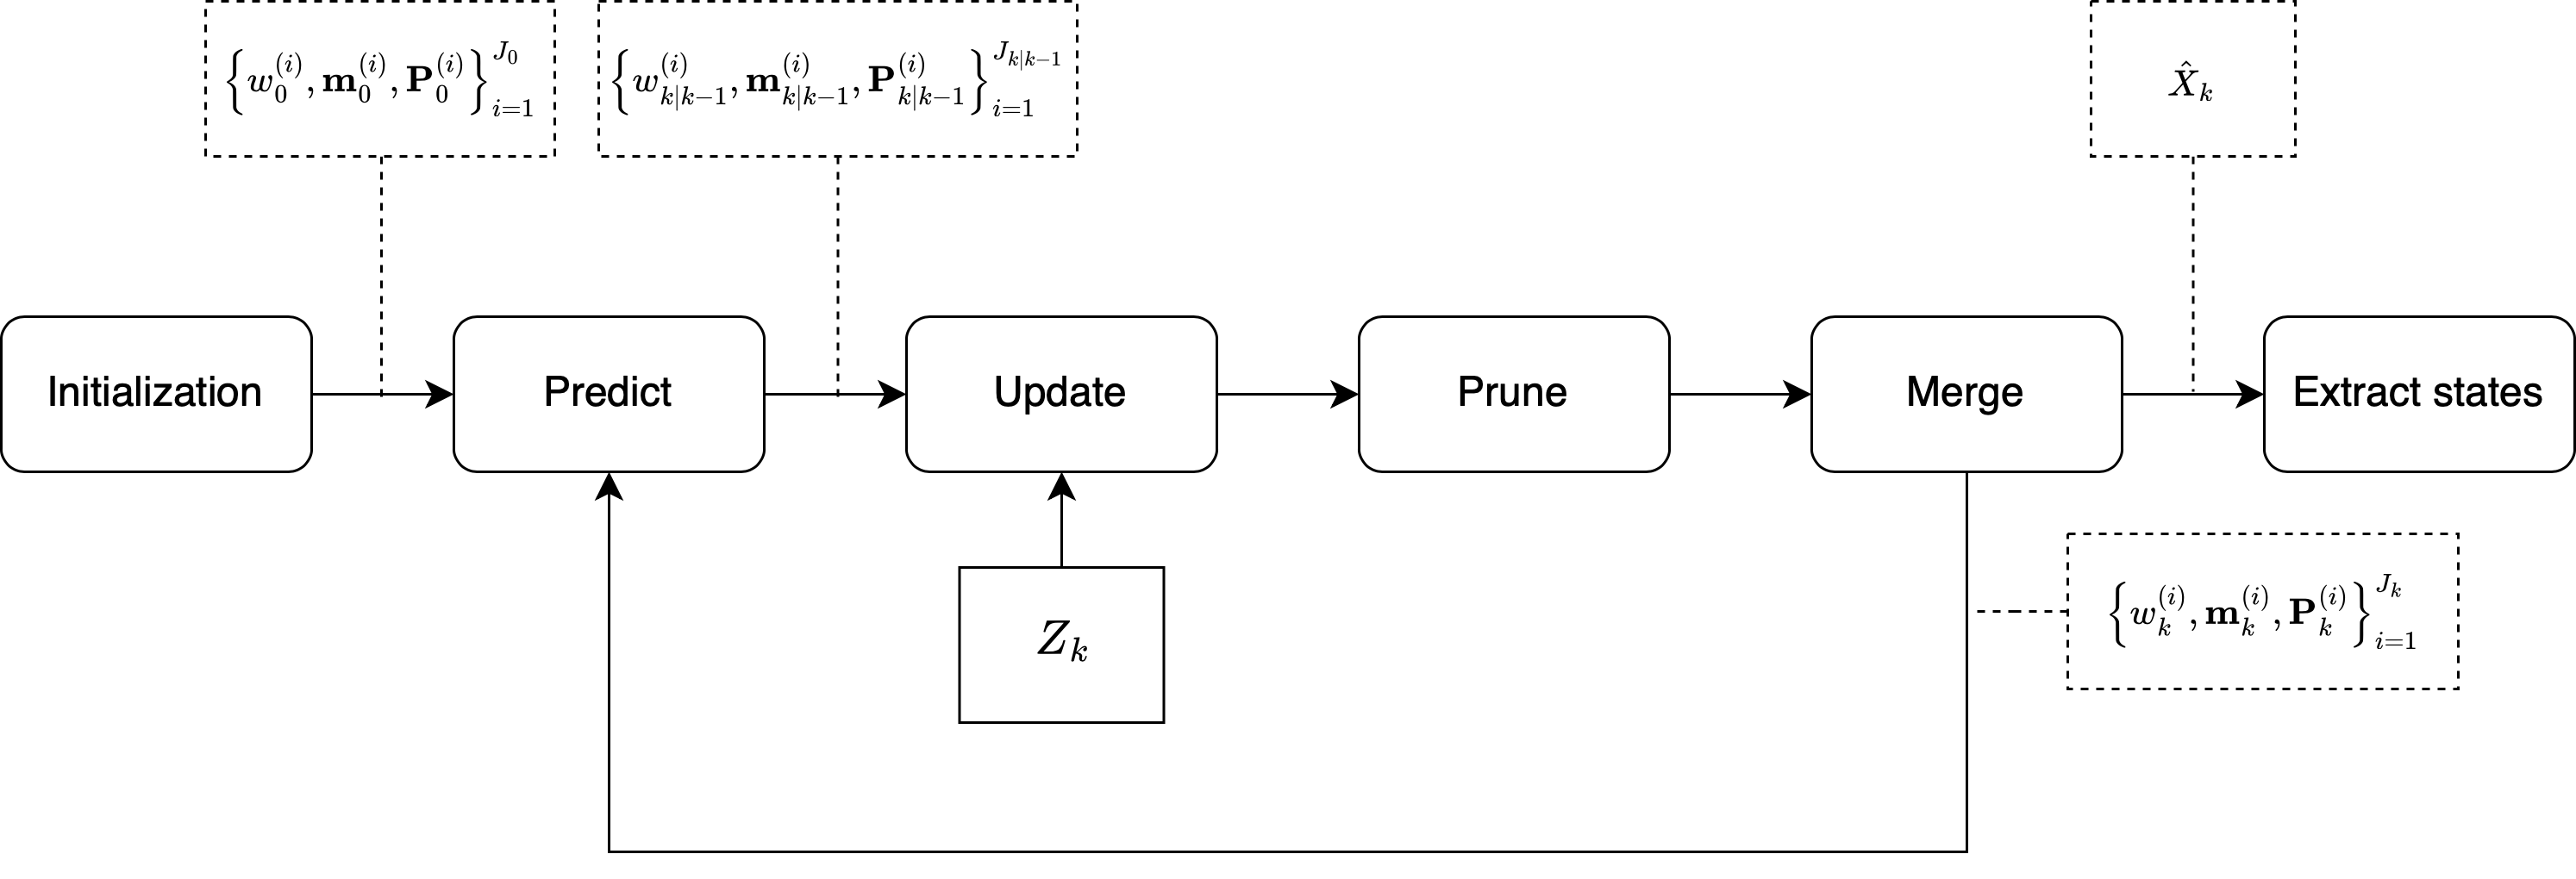 $\left\{w_0^{(i)}, \mathbf{m}_0^{(i)}, \mathbf{P}_0^{(i)}\right\}_{i=1}^{J_0}$
$\left\{w_{k|k-1}^{(i)}, \mathbf{m}_{k|k-1}^{(i)}, \mathbf{P}_{k|k-1}^{(i)}\right\}_{i=1}^{J_{k|k-1}}$
$\hat{X}_k$
Initialization
Predict
Update
Prune
Merge
Extract states
$Z_k$
$\left\{w_k^{(i)}, \mathbf{m}_k^{(i)}, \mathbf{P}_k^{(i)}\right\}_{i=1}^{J_k}$